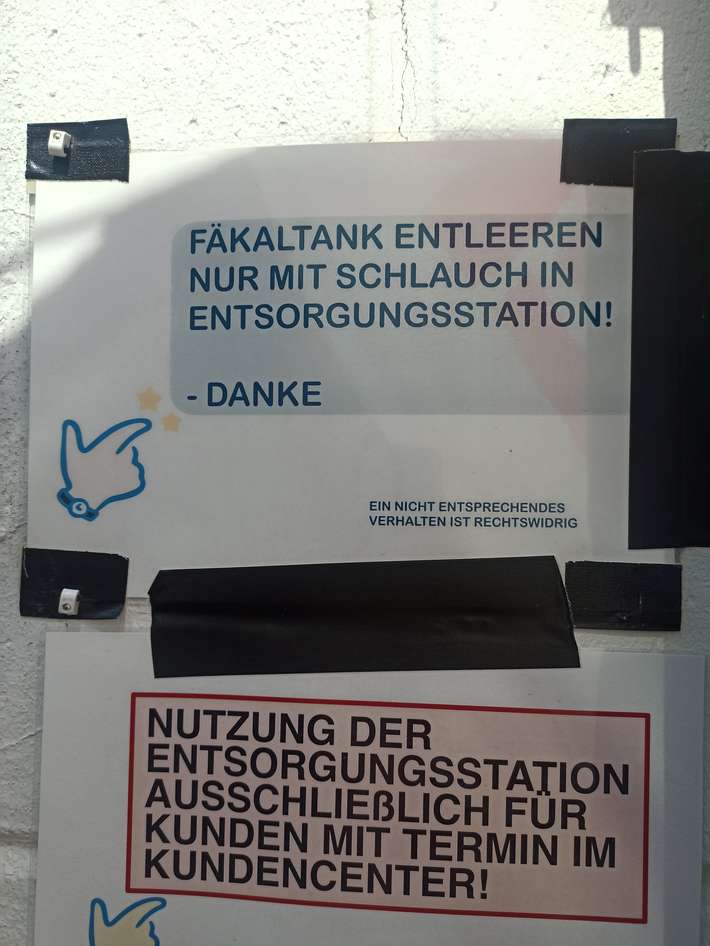 FÄKALTANK ENTLEEREN
NUR MIT SCHLAUCH IN
ENTSORGUNGSSTATION!
- DANKE
EIN NICHT ENTSPRECHENDES
VERHALTEN IST RECHTSWIDRIG
NUTZUNG DER
ENTSORGUNGSSTATION
AUSSCHLIEßLICH FÜR
KUNDEN MIT TERMIN IM
KUNDENCENTER!